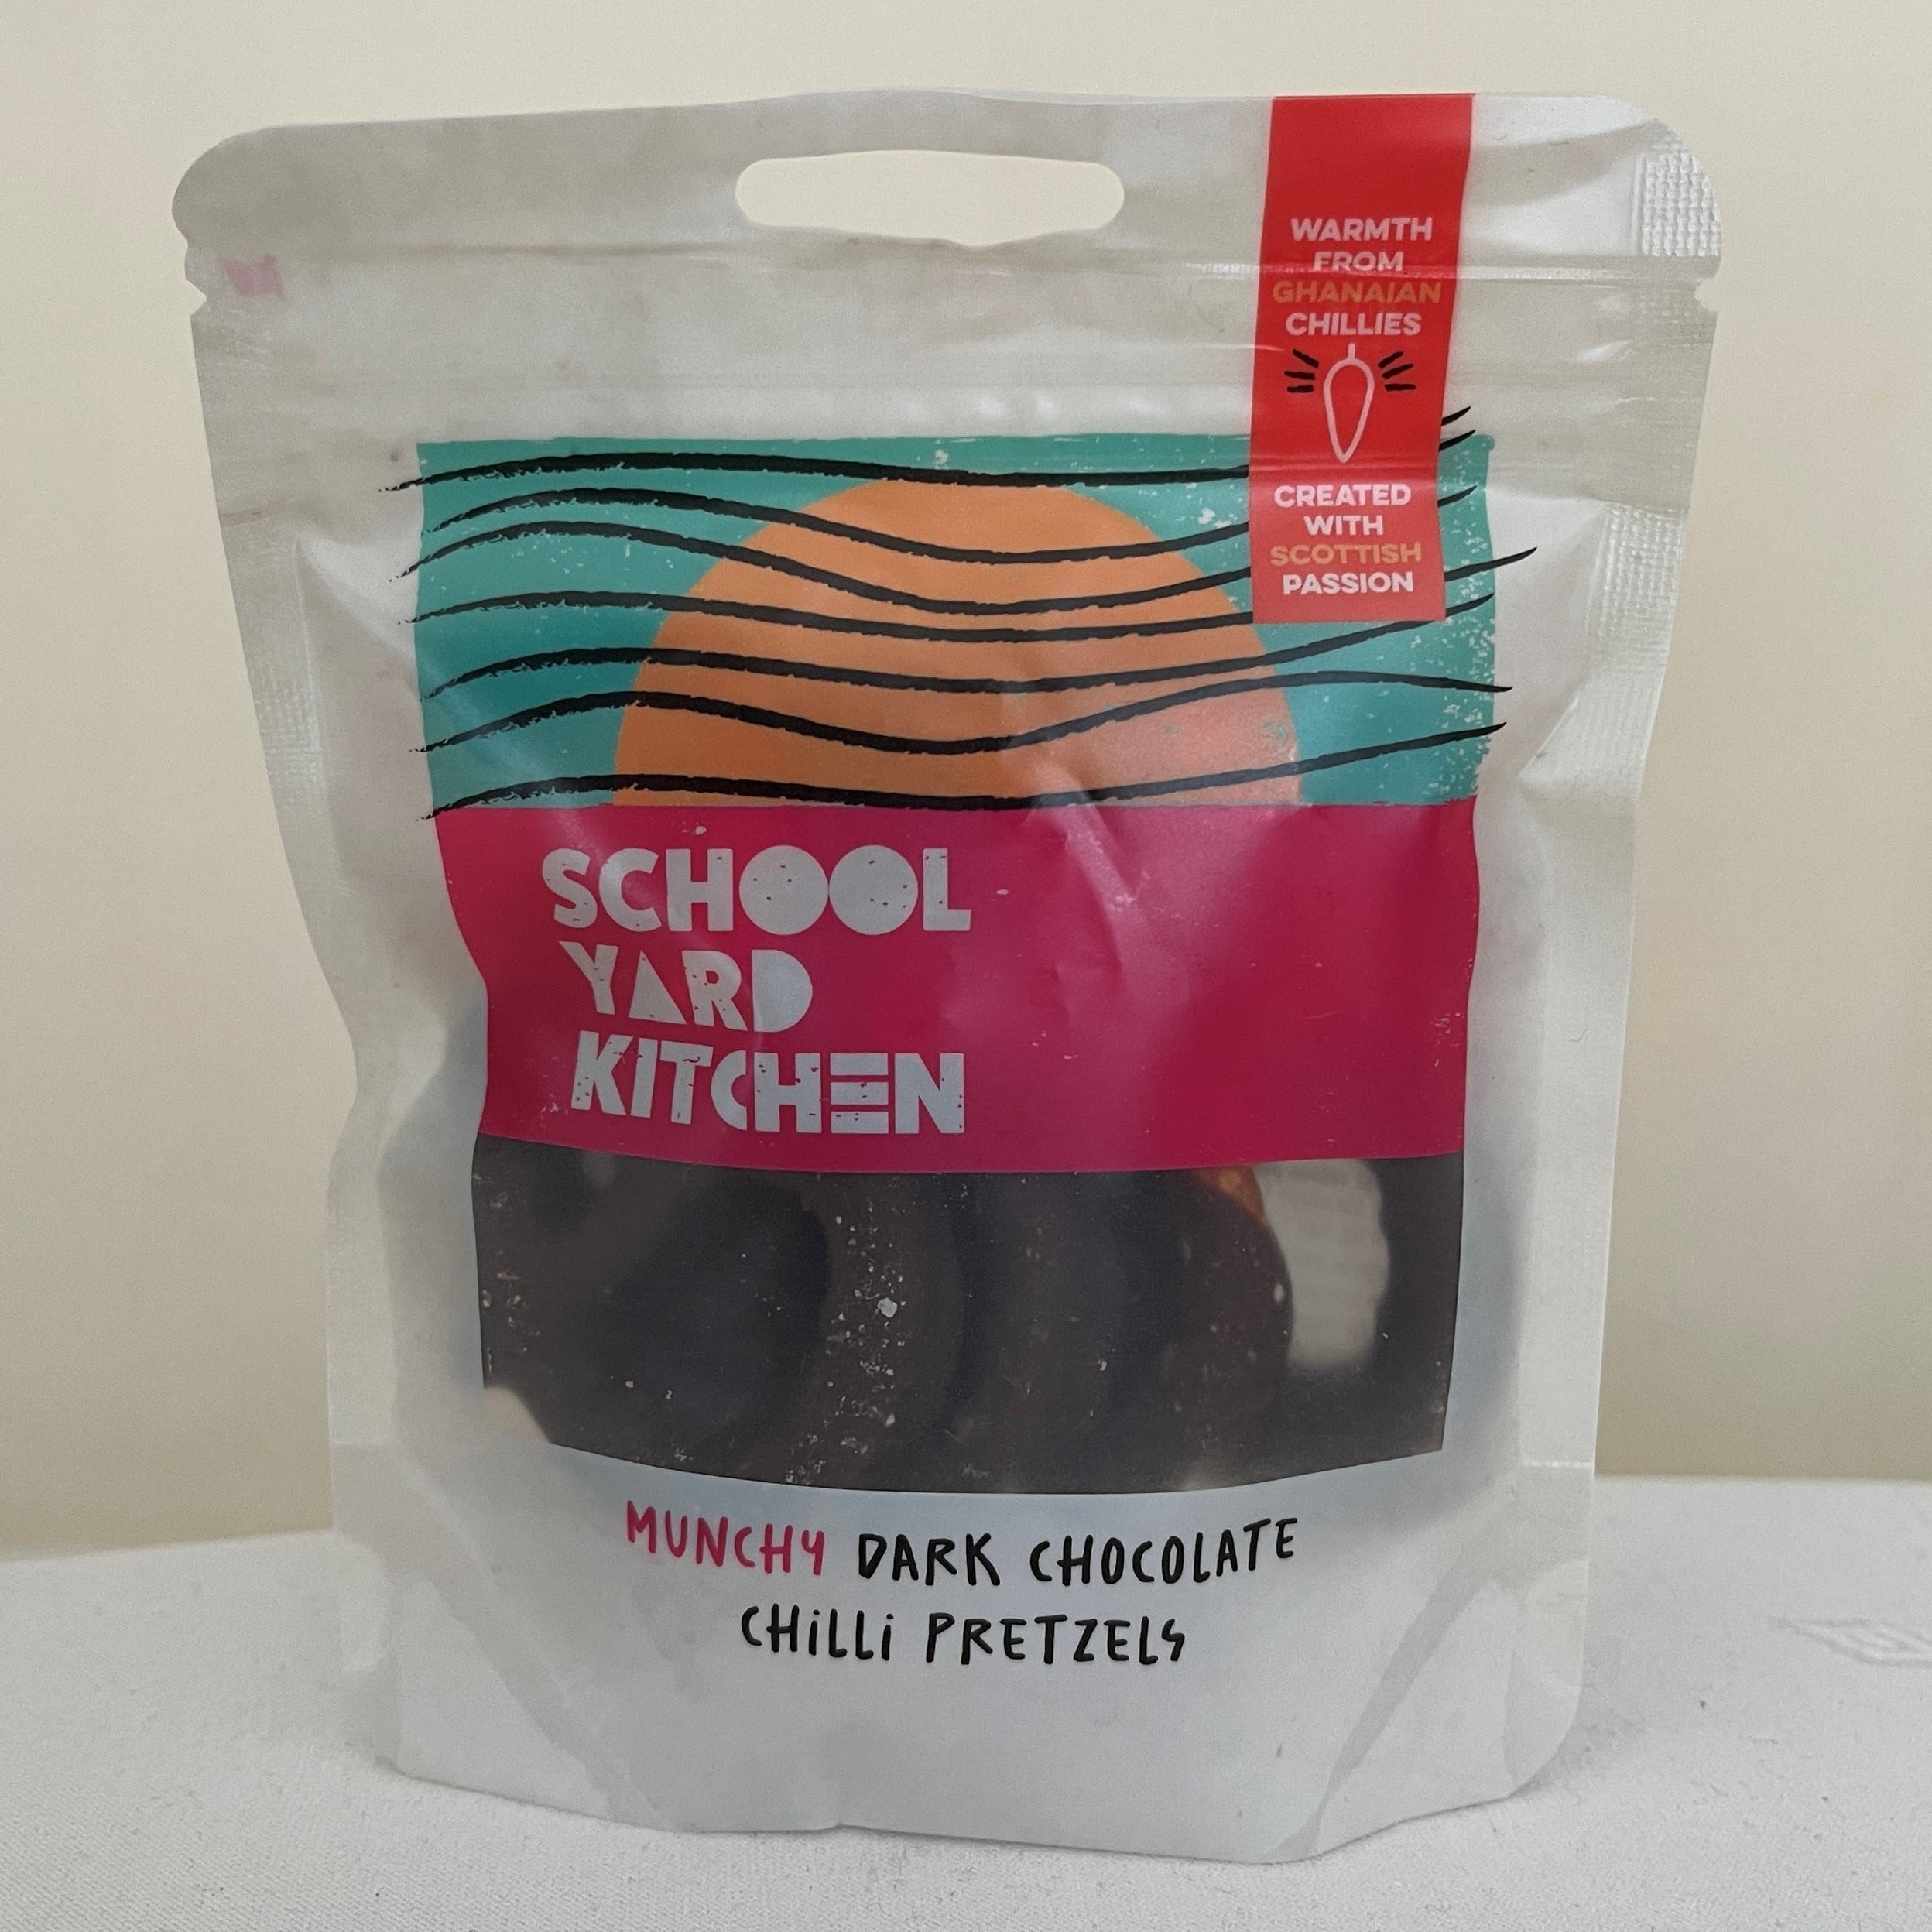 WARMTH
FROM
GHANAIAN
CHILLIES
CREATED
WITH
SCOTTISH
PASSION
SCHOOL
YARD
KITCHEN
MUNCHY DARK CHOCOLATE
CHiLLi PRETZELS